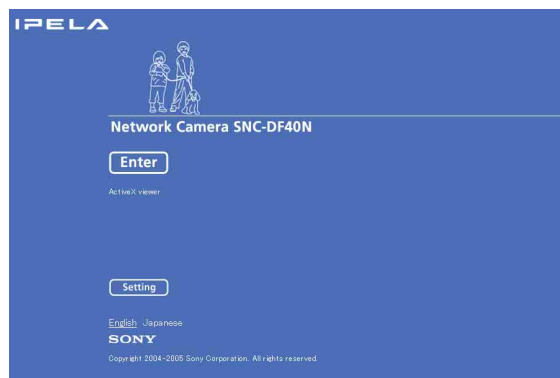 IPELA
Network Camera SNC-DF40N
Enter
ActiveX viewer
Setting
English Japanese
SONY
Copyright 2004-2005 Sony Corporation. All rights reserved.